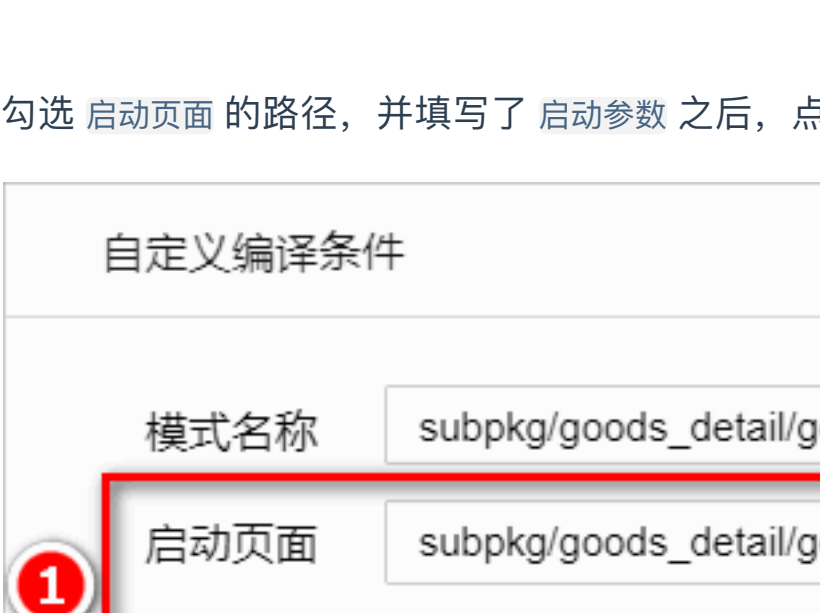 勾选 启动页面 的路径，并填写了 启动参数 之后，点
自定义编译条件
模式名称 subpkg/goods_detail/g
启动页面 subpkg/goods_detail/g
1